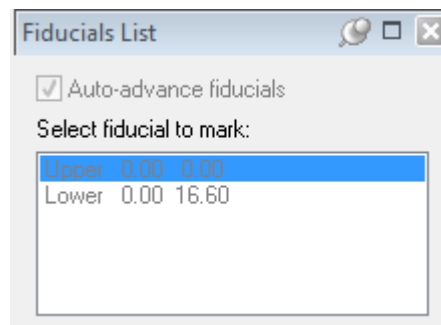 Fiducials List
Auto-advance fiducials
Select fiducial to mark:
Upper 0.00 0.00
Lower 0.00 16.60